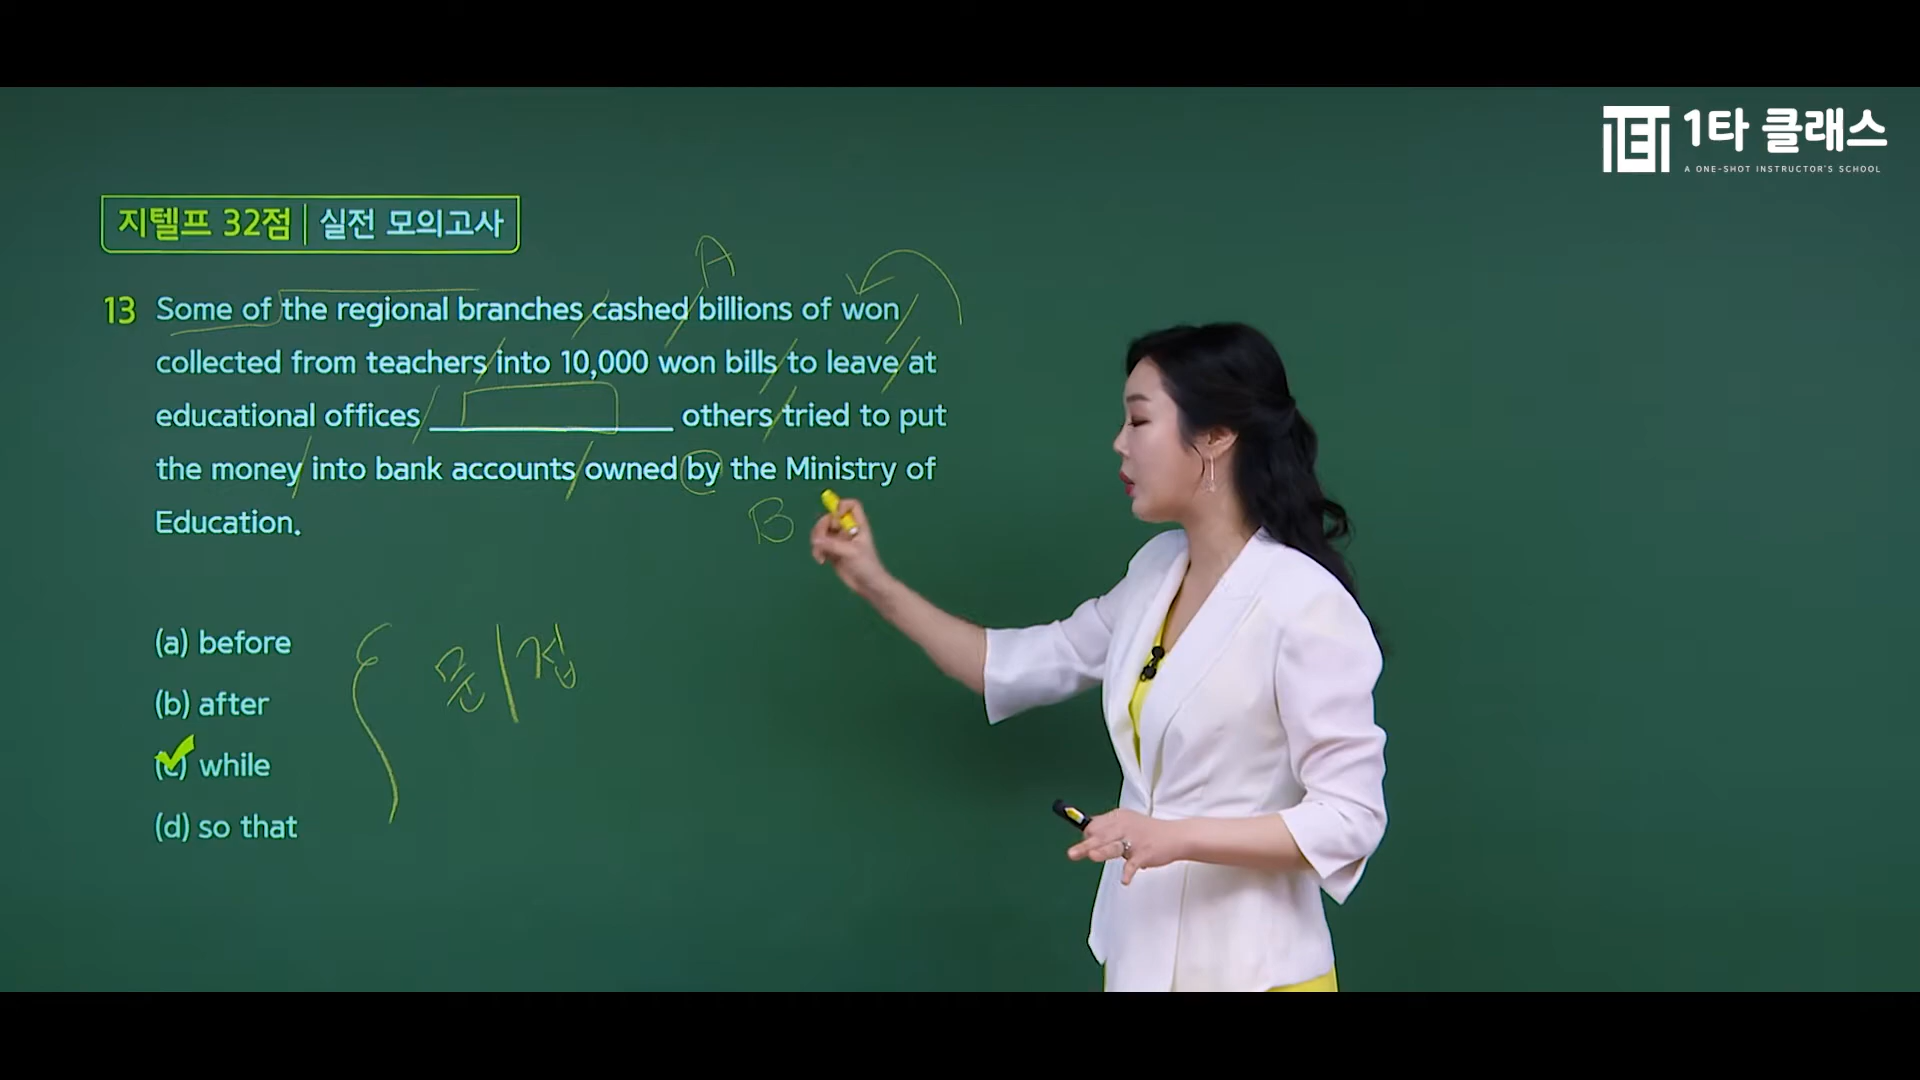 1타 클래스
A ONE-SHOT INSTRUCTOR'S SCHOOL
지텔프 32점 | 실전 모의고사
A
13 Some of the regional branches cashed billions of won
collected from teachers into 10,000 won bills to leave at
educational offices ____________ others tried to put
the money into bank accounts owned by the Ministry of
B
Education.
(a) before
문/접
(b) after
(c) while
(d) so that